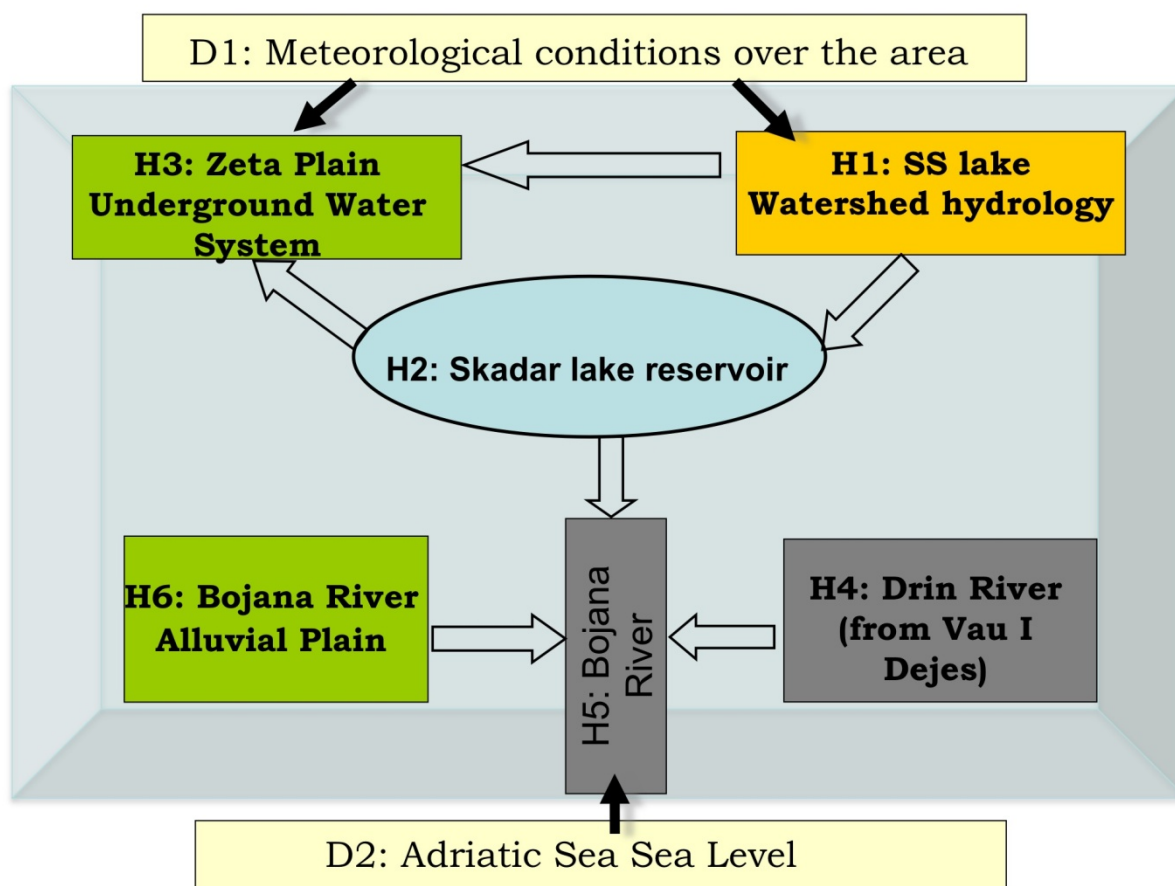 D1: Meteorological conditions over the area
H3: Zeta Plain
Underground Water
System
H1: SS lake
Watershed hydrology
H2: Skadar lake reservoir
H6: Bojana River
Alluvial Plain
H5: Bojana
River
H4: Drin River
(from Vau I
Dejes)
D2: Adriatic Sea Sea Level